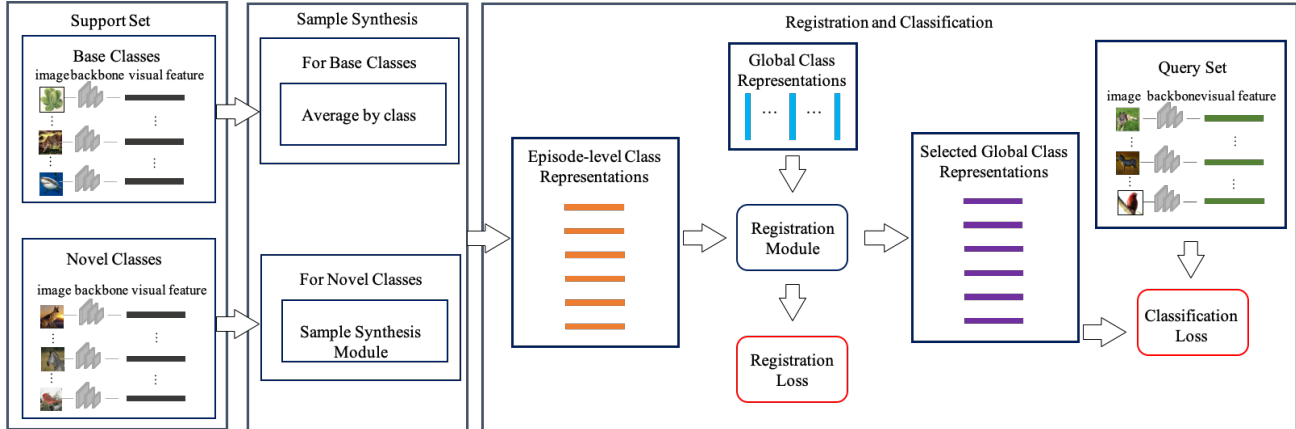 Support Set
Base Classes
image backbone visual feature
Novel Classes
image backbone visual feature
Sample Synthesis
For Base Classes
Average by class
For Novel Classes
Sample Synthesis
Module
Registration and Classification
Episode-level Class
Representations
Global Class
Representations
Registration
Module
Registration
Loss
Selected Global Class
Representations
Query Set
image backbone visual feature
Classification
Loss